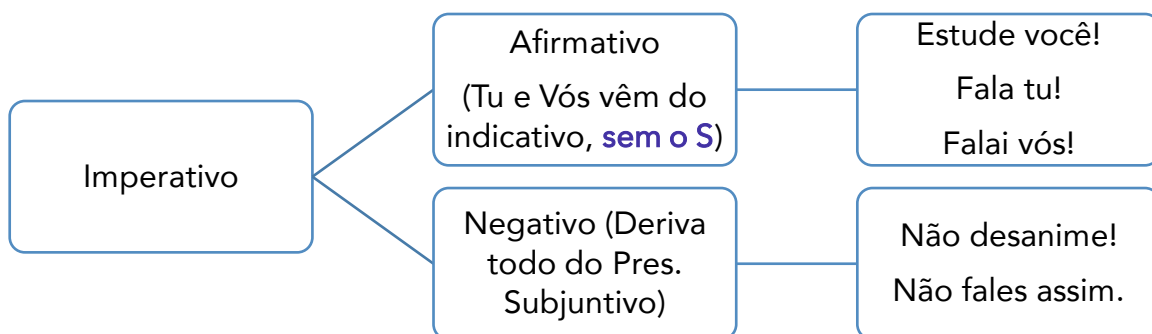 Imperativo
Afirmativo
(Tu e Vós vêm do
indicativo, sem o S)
Estude você!
Fala tu!
Falai vós!
Negativo (Deriva
todo do Pres.
Subjuntivo)
Não desanime!
Não fales assim.